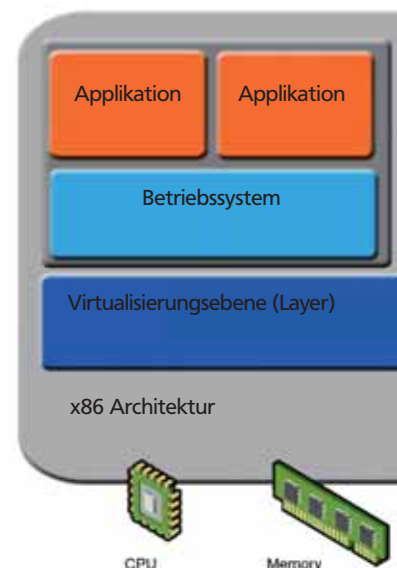 Applikation Applikation
Betriebssystem
Virtualisierungsebene (Layer)
x86 Architektur
CPU Memory